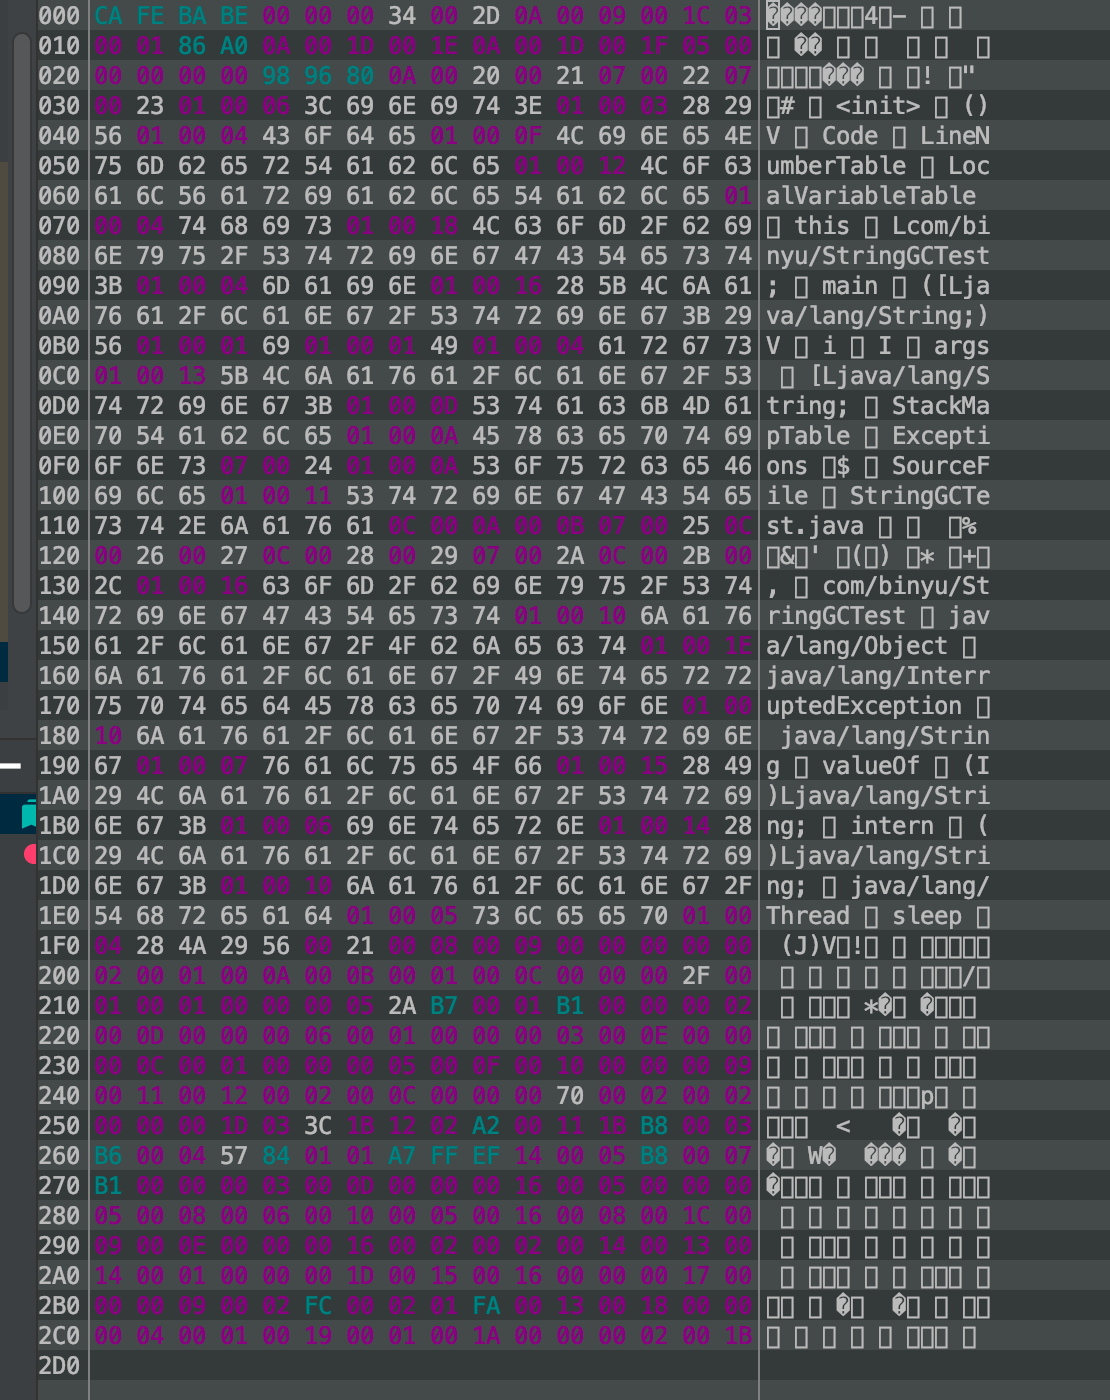 000 CA FE BA BE 00 00 00 34 00 2D 0A 00 09 00 1C 03 4 –
010 00 01 86 A0 0A 00 1D 00 1E 0A 00 1D 00 1F 05 00
020 00 00 00 00 98 96 80 0A 00 20 00 21 07 00 22 07 ! "
030 00 23 01 00 06 3C 69 6E 69 74 3E 01 00 03 28 29 # <init> ()
040 56 01 00 04 43 6F 64 65 01 00 0F 4C 69 6E 65 4E V Code LineN
050 75 6D 62 65 72 54 61 62 6C 65 01 00 12 4C 6F 63 umberTable Loc
060 61 6C 56 61 72 69 61 62 6C 65 54 61 62 6C 65 01 alVariableTable
070 00 04 74 68 69 73 01 00 18 4C 63 6F 6D 2F 62 69 this Lcom/bi
080 6E 79 75 2F 53 74 72 69 6E 67 47 43 54 65 73 74 nyu/StringGCTest
090 3B 01 00 04 6D 61 69 6E 01 00 16 28 5B 4C 6A 61 ; main ([Lja
0A0 76 61 2F 6C 61 6E 67 2F 53 74 72 69 6E 67 3B 29 va/lang/String;)
0B0 56 01 00 01 69 01 00 01 49 01 00 04 61 72 67 73 V i I args
0C0 01 00 13 5B 4C 6A 61 76 61 2F 6C 61 6E 67 2F 53 [Ljava/lang/S
0D0 74 72 69 6E 67 3B 01 00 0D 53 74 61 63 6B 4D 61 tring; StackMa
0E0 70 54 61 62 6C 65 01 00 0A 45 78 63 65 70 74 69 pTable Excepti
0F0 6F 6E 73 07 00 24 01 00 0A 53 6F 75 72 63 65 46 ons $ SourceF
100 69 6C 65 01 00 11 53 74 72 69 6E 67 47 43 54 65 ile StringGCTe
110 73 74 2E 6A 61 76 61 0C 00 0A 00 0B 07 00 25 0C st.java %
120 00 26 00 27 0C 00 28 00 29 07 00 2A 0C 00 2B 00 & ' ( ) * +
130 2C 01 00 16 63 6F 6D 2F 62 69 6E 79 75 2F 53 74 , com/binyu/St
140 72 69 6E 67 47 43 54 65 73 74 01 00 10 6A 61 76 ringGCTest jav
150 61 2F 6C 61 6E 67 2F 4F 62 6A 65 63 74 01 00 1E a/lang/Object
160 6A 61 76 61 2F 6C 61 6E 67 2F 49 6E 74 65 72 72 java/lang/Interr
170 75 70 74 65 64 45 78 63 65 70 74 69 6F 6E 01 00 uptedException
180 10 6A 61 76 61 2F 6C 61 6E 67 2F 53 74 72 69 6E java/lang/Strin
190 67 01 00 07 76 61 6C 75 65 4F 66 01 00 15 28 49 g valueOf (I
1A0 29 4C 6A 61 76 61 2F 6C 61 6E 67 2F 53 74 72 69 )Ljava/lang/Stri
1B0 6E 67 3B 01 00 06 69 6E 74 65 72 6E 01 00 14 28 ng; intern (
1C0 29 4C 6A 61 76 61 2F 6C 61 6E 67 2F 53 74 72 69 )Ljava/lang/Stri
1D0 6E 67 3B 01 00 10 6A 61 76 61 2F 6C 61 6E 67 2F ng; java/lang/
1E0 54 68 72 65 61 64 01 00 05 73 6C 65 65 70 01 00 Thread sleep
1F0 04 28 4A 29 56 00 21 00 08 00 09 00 00 00 00 00 (J)V !
200 02 00 01 00 0A 00 0B 00 01 00 0C 00 00 00 2F 00 /
210 01 00 01 00 00 00 05 2A B7 00 01 B1 00 00 00 02 *
220 00 0D 00 00 00 06 00 01 00 00 00 03 00 0E 00 00
230 00 0C 00 01 00 00 00 05 00 0F 00 10 00 00 00 09
240 00 11 00 12 00 02 00 0C 00 00 00 70 00 02 00 02 p
250 00 00 00 1D 03 3C 1B 12 02 A2 00 11 1B B8 00 03 <
260 B6 00 04 57 84 01 01 A7 FF EF 14 00 05 B8 00 07 W
270 B1 00 00 00 03 00 0D 00 00 00 16 00 05 00 00 00
280 05 00 08 00 06 00 10 00 05 00 16 00 08 00 1C 00
290 09 00 0E 00 00 00 16 00 02 00 02 00 14 00 13 00
2A0 14 00 01 00 00 00 1D 00 15 00 16 00 00 00 17 00
2B0 00 00 09 00 02 FC 00 02 01 FA 00 13 00 18 00 00
2C0 00 04 00 01 00 19 00 01 00 1A 00 00 00 02 00 1B
2D0